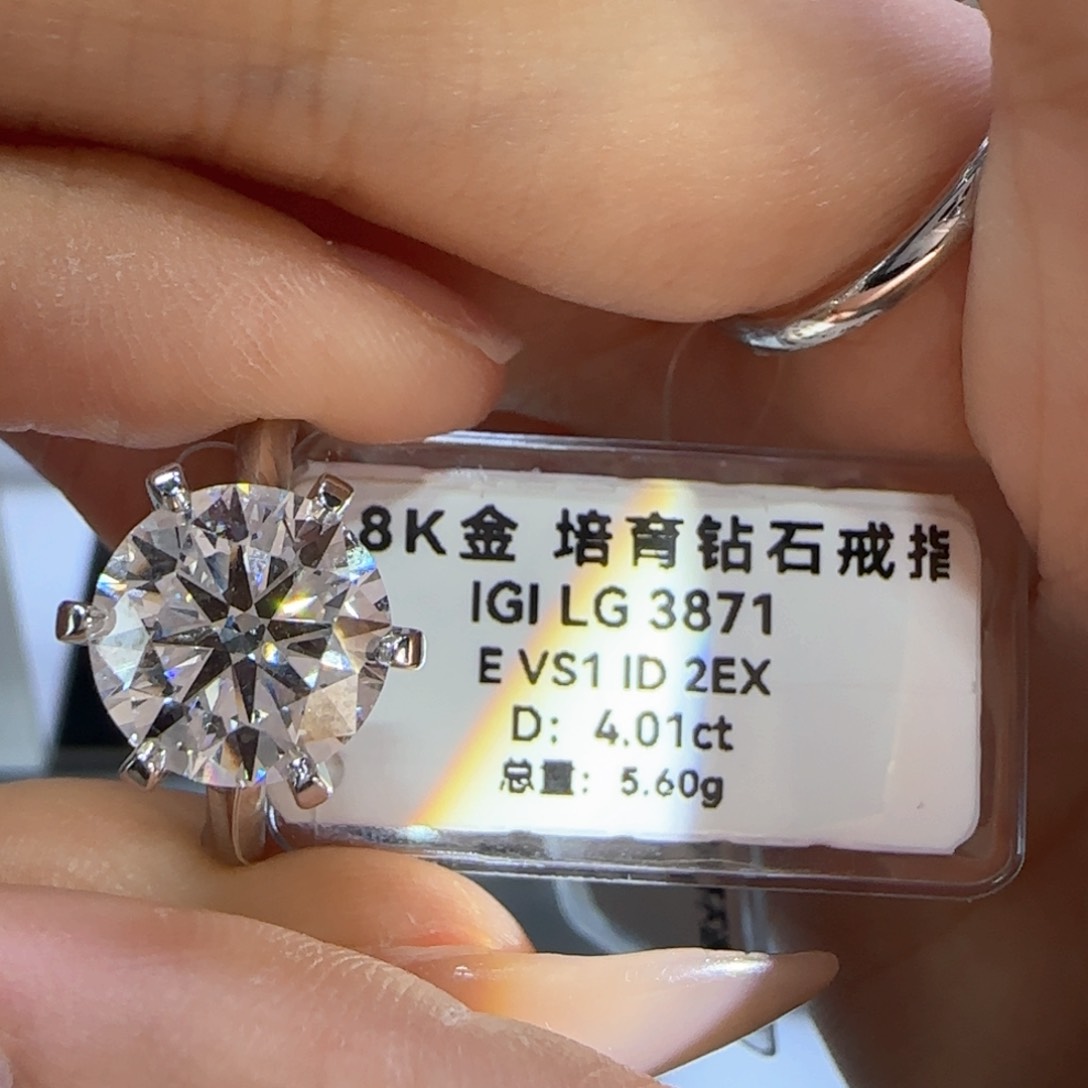 8K金 培育钻石戒指
IGI LG 3871
E VS1 ID 2EX
D: 4.01ct
总重: 5.60g